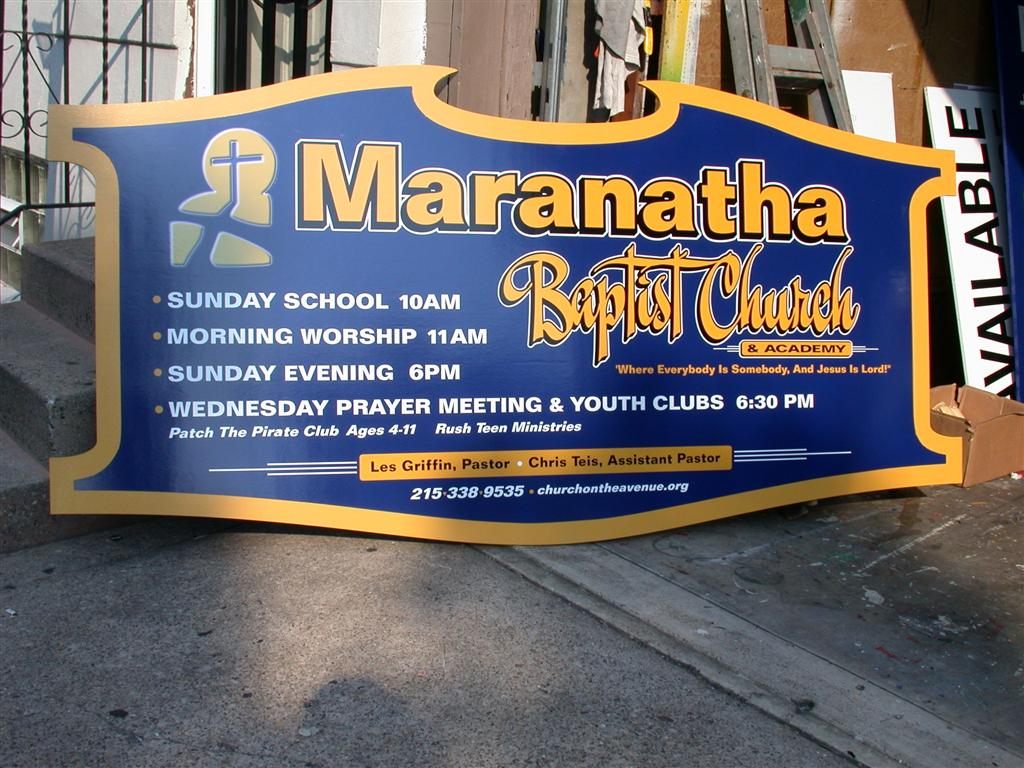 Maranatha
Baptist Church
& ACADEMY
"Where Everybody Is Somebody, And Jesus Is Lord!"
• SUNDAY SCHOOL 10AM
• MORNING WORSHIP 11AM
• SUNDAY EVENING 6PM
• WEDNESDAY PRAYER MEETING & YOUTH CLUBS 6:30 PM
Patch The Pirate Club Ages 4-11 Rush Teen Ministries
Les Griffin, Pastor • Chris Teis, Assistant Pastor
215•338•9535 • churchontheavenue.org
AVAILABLE